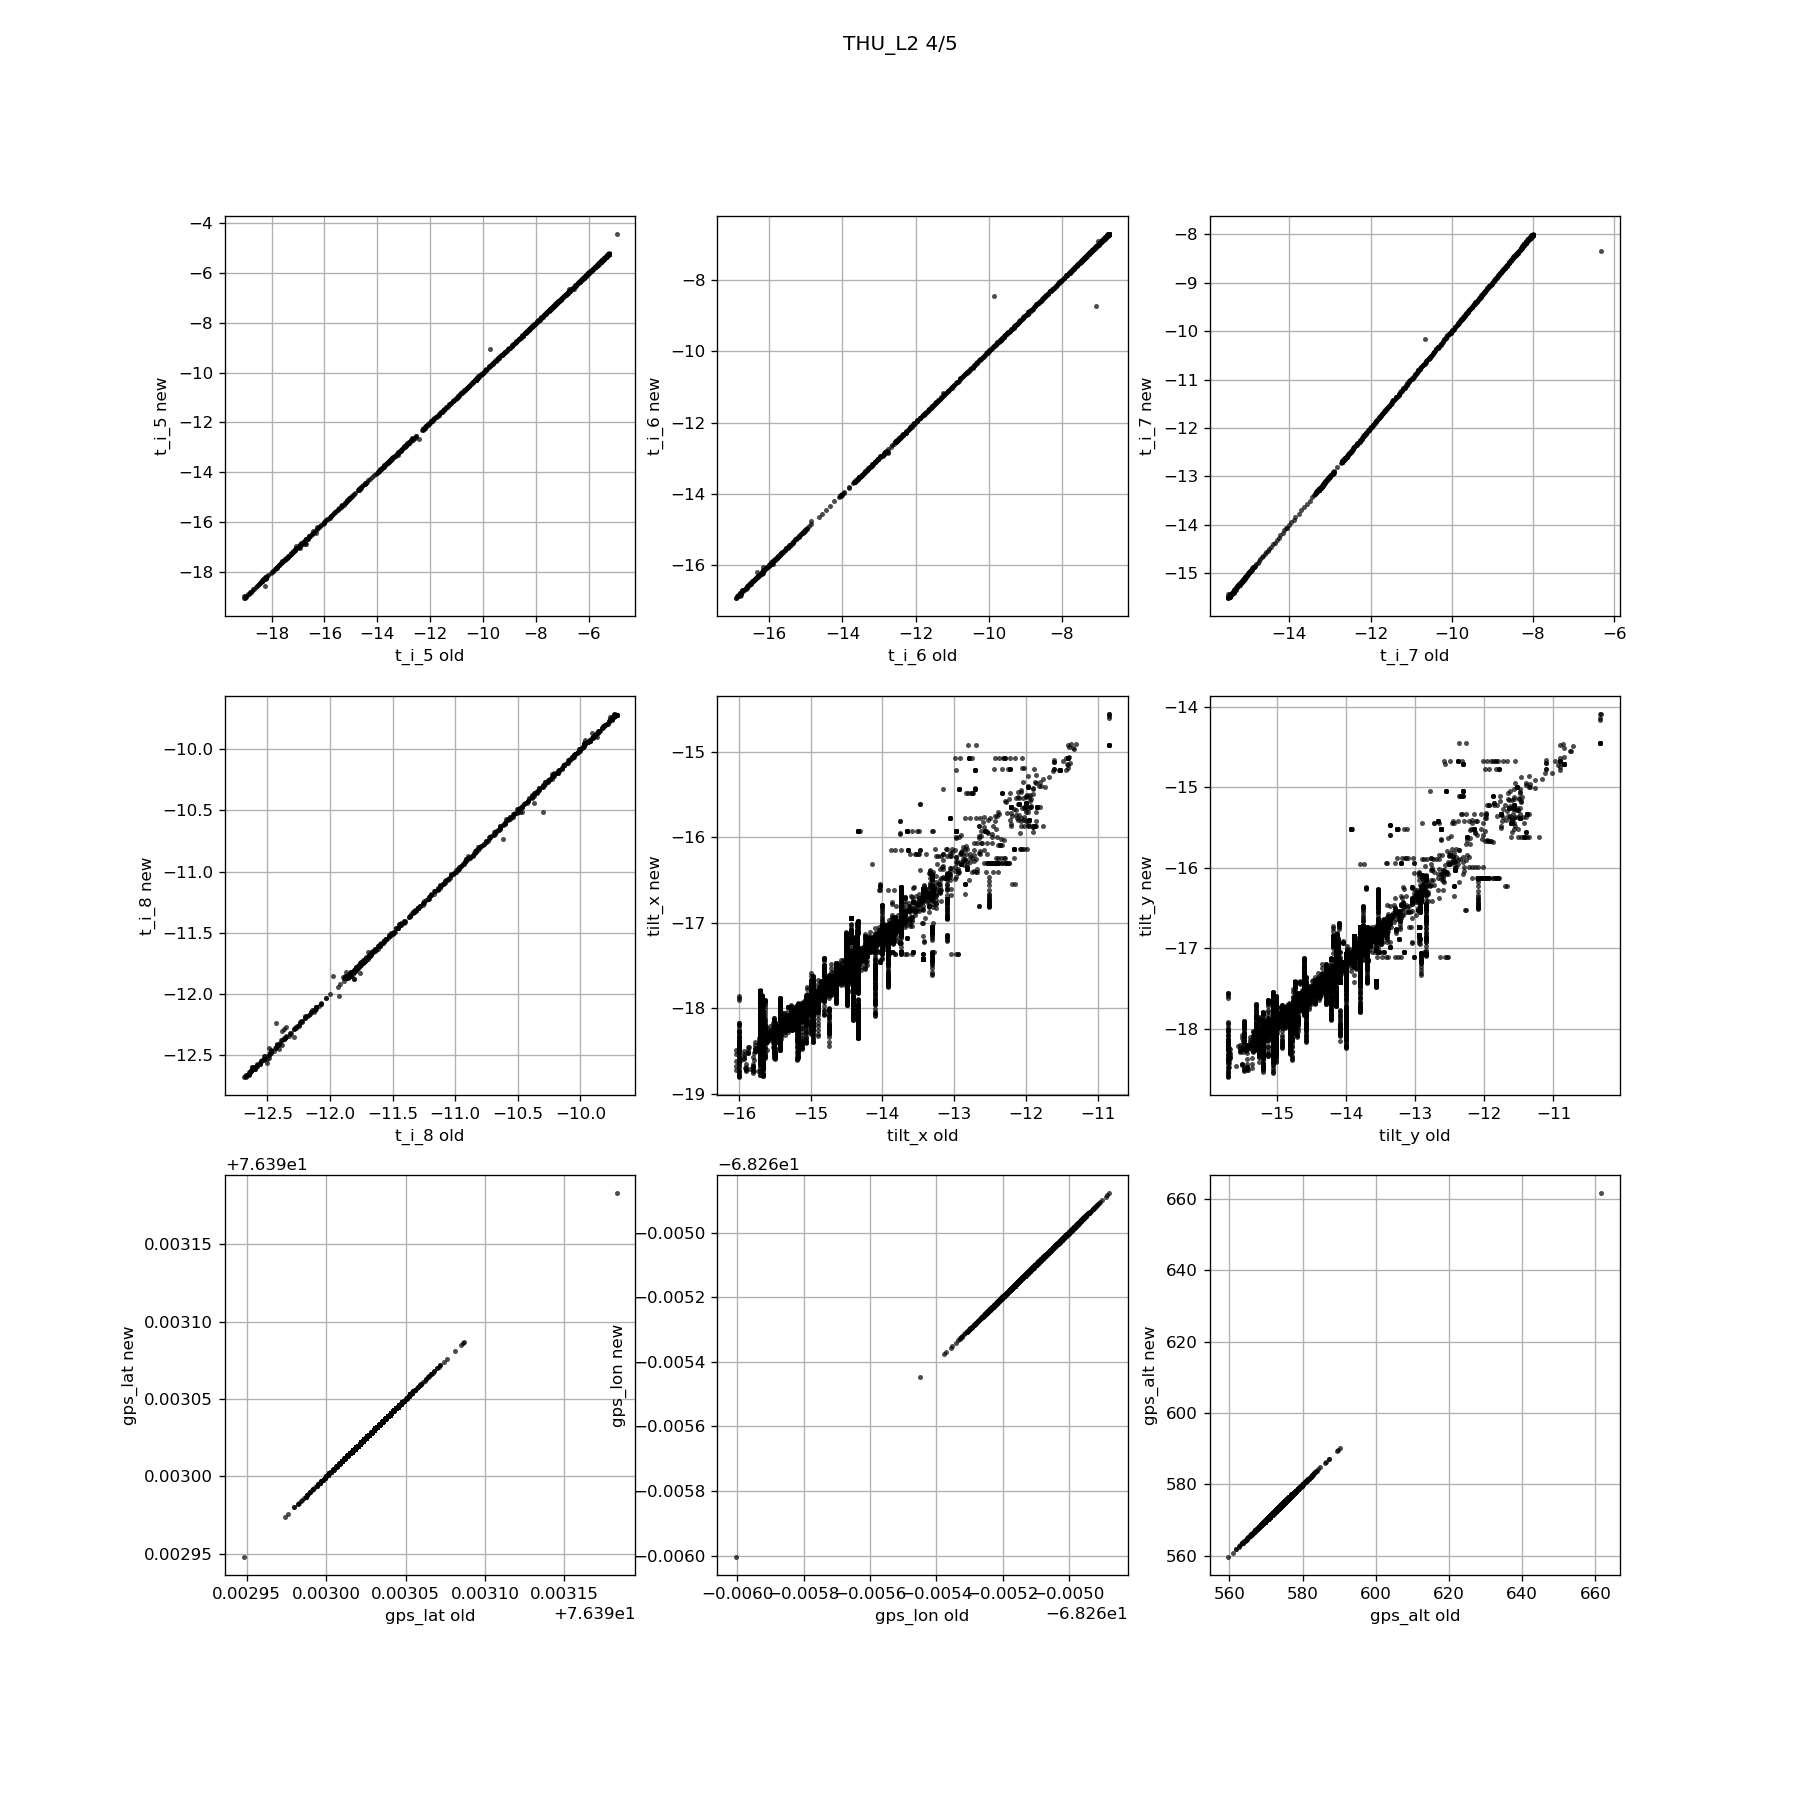 THU_L2 4/5
−4
−6
−8
−10
−12
−14
−16
−18
t_i_5 new
−18 −16 −14 −12 −10 −8 −6
t_i_5 old
−8
−10
−12
−14
−16
t_i_6 new
−16 −14 −12 −10 −8
t_i_6 old
−8
−9
−10
−11
−12
−13
−14
−15
t_i_7 new
−14 −12 −10 −8 −6
t_i_7 old
−10.0
−10.5
−11.0
−11.5
−12.0
−12.5
t_i_8 new
−12.5 −12.0 −11.5 −11.0 −10.5 −10.0
t_i_8 old
−15
−16
−17
−18
−19
tilt_x new
−16 −15 −14 −13 −12 −11
tilt_x old
−14
−15
−16
−17
−18
tilt_y new
−15 −14 −13 −12 −11
tilt_y old
+7.639e1
0.00315
0.00310
0.00305
0.00300
0.00295
gps_lat new
0.00295 0.00300 0.00305 0.00310 0.00315
gps_lat old
+7.639e1
−6.826e1
−0.0050
−0.0052
−0.0054
−0.0056
−0.0058
−0.0060
gps_lon new
−0.0060 −0.0058 −0.0056 −0.0054 −0.0052 −0.0050
gps_lon old
−6.826e1
660
640
620
600
580
560
gps_alt new
560 580 600 620 640 660
gps_alt old